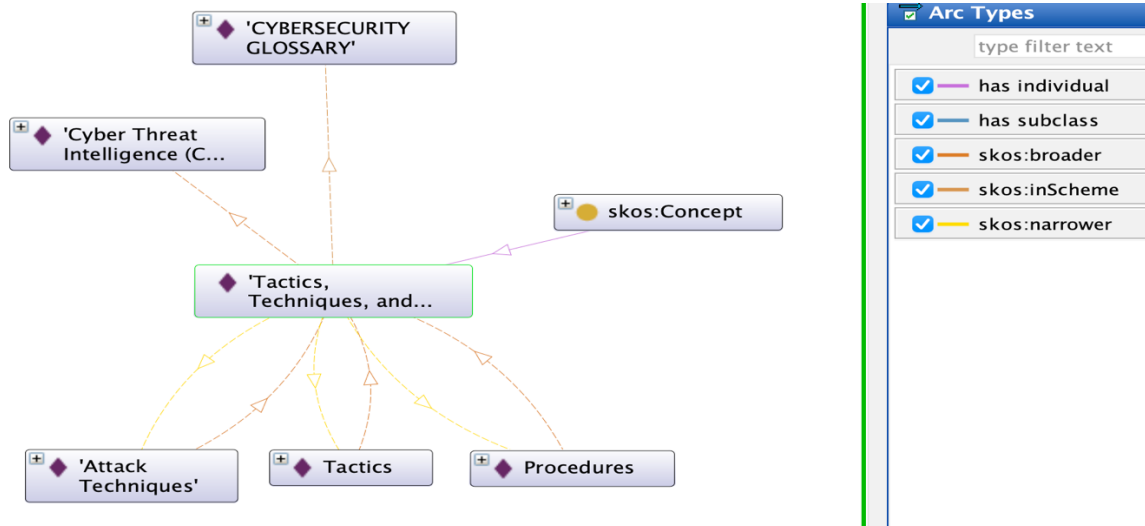 'CYBERSECURITY
GLOSSARY'
'Cyber Threat
Intelligence (C...
skos:Concept
'Tactics,
Techniques, and...
'Attack
Techniques'
Tactics
Procedures
Arc Types
type filter text
has individual
has subclass
skos:broader
skos:inScheme
skos:narrower